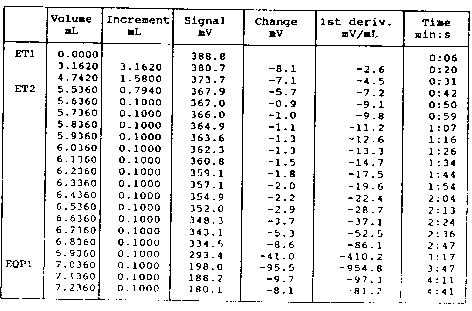 Volume Increment Signal Change 1st deriv. Time
mL mL mV mV mV/mL min:s
ET1 0.0000 388.8 0:06
3.1620 3.1620 380.7 -8.1 -2.6 0:20
4.7420 1.5800 373.7 -7.1 -4.5 0:31
ET2 5.5360 0.7940 367.9 -5.7 -7.2 0:42
5.6360 0.1000 367.0 -0.9 -9.1 0:50
5.7360 0.1000 366.0 -1.0 -9.8 0:59
5.8360 0.1000 364.9 -1.1 -11.2 1:07
5.9360 0.1000 363.6 -1.3 -12.6 1:16
6.0360 0.1000 362.3 -1.3 -13.3 1:26
6.1360 0.1000 360.8 -1.5 -14.7 1:34
6.2360 0.1000 359.1 -1.8 -17.5 1:44
6.3360 0.1000 357.1 -2.0 -19.6 1:54
6.4360 0.1000 354.9 -2.2 -22.4 2:04
6.5360 0.1000 352.0 -2.9 -28.7 2:13
6.6360 0.1000 348.3 -3.7 -37.1 2:24
6.7360 0.1000 343.1 -5.3 -52.5 2:36
6.8360 0.1000 334.5 -8.6 -86.1 2:47
0.1000 293.4 -41.0 -410.2
EQP1 7.0360 0.1000 198.0 -95.5 -954.8 3:47
7.1360 0.1000 188.2 -9.7 4:11
7.2360 0.1000 180.1 -8.1 4:41